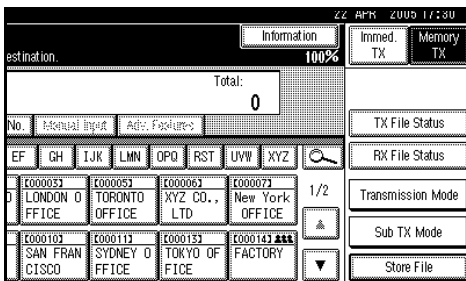 22 APR 2005 17:30
Information
Immed. TX
Memory TX
estination.
100%
Total:
0
No.
Manual Input
Adv. Features
TX File Status
EF
GH
IJK
LMN
OPQ
RST
UVW
XYZ
RX File Status
[00003]
LONDON O
FFICE
[00005]
TORONTO
OFFICE
[00006]
XYZ CO.,
LTD
[00007]
New York
OFFICE
1/2
Transmission Mode
Sub TX Mode
[00010]
SAN FRAN
CISCO
[00011]
SYDNEY O
FFICE
[00013]
TOKYO OF
FICE
[00014]
FACTORY
Store File